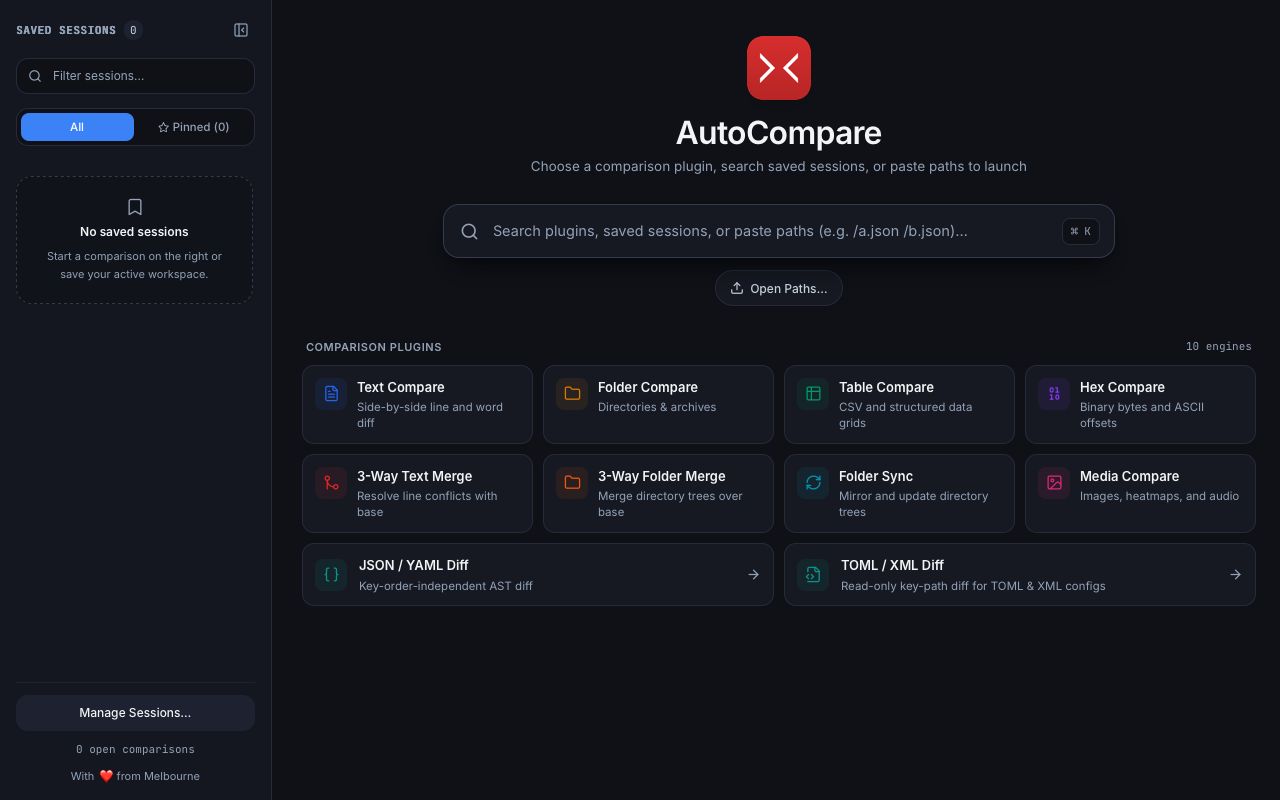 SAVED SESSIONS 0
Filter sessions...
All
Pinned (0)
No saved sessions
Start a comparison on the right or
save your active workspace.
Manage Sessions...
0 open comparisons
With ❤️ from Melbourne
AutoCompare
Choose a comparison plugin, search saved sessions, or paste paths to launch
Search plugins, saved sessions, or paste paths (e.g. /a.json /b.json)...
⌘ K
Open Paths...
COMPARISON PLUGINS
10 engines
Text Compare
Side-by-side line and word
diff
Folder Compare
Directories & archives
Table Compare
CSV and structured data
grids
01
10
Hex Compare
Binary bytes and ASCII
offsets
3-Way Text Merge
Resolve line conflicts with
base
3-Way Folder Merge
Merge directory trees over
base
Folder Sync
Mirror and update directory
trees
Media Compare
Images, heatmaps, and audio
JSON / YAML Diff
Key-order-independent AST diff
TOML / XML Diff
Read-only key-path diff for TOML & XML configs